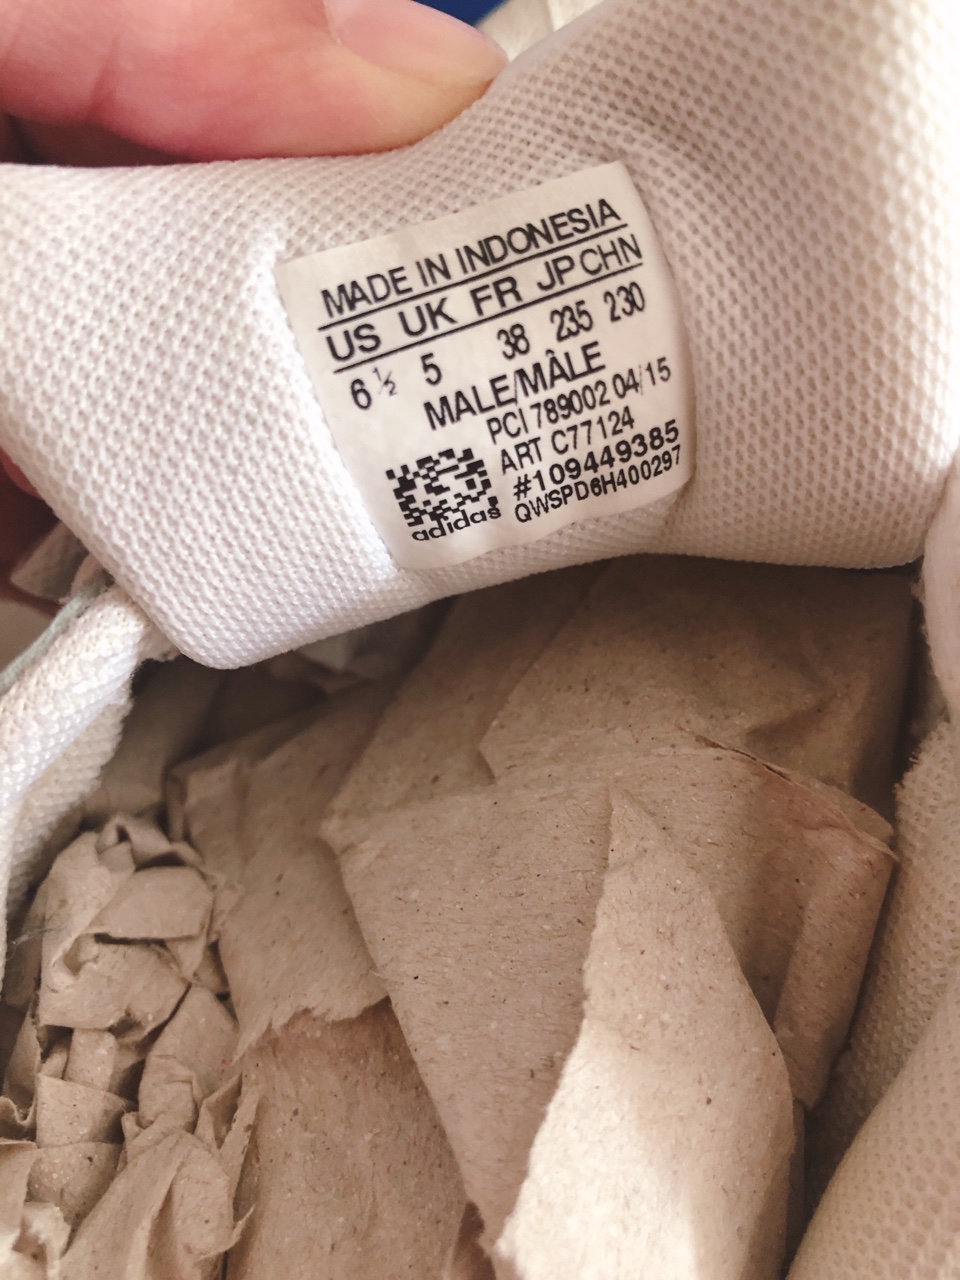 MADE IN INDONESIA
US UK FR JP CHN
6½ 5 38 235 230
MALE/MÂLE
PCI 789002 04/15
ART C77124
#109449385
QWSPD6H400297
adidas